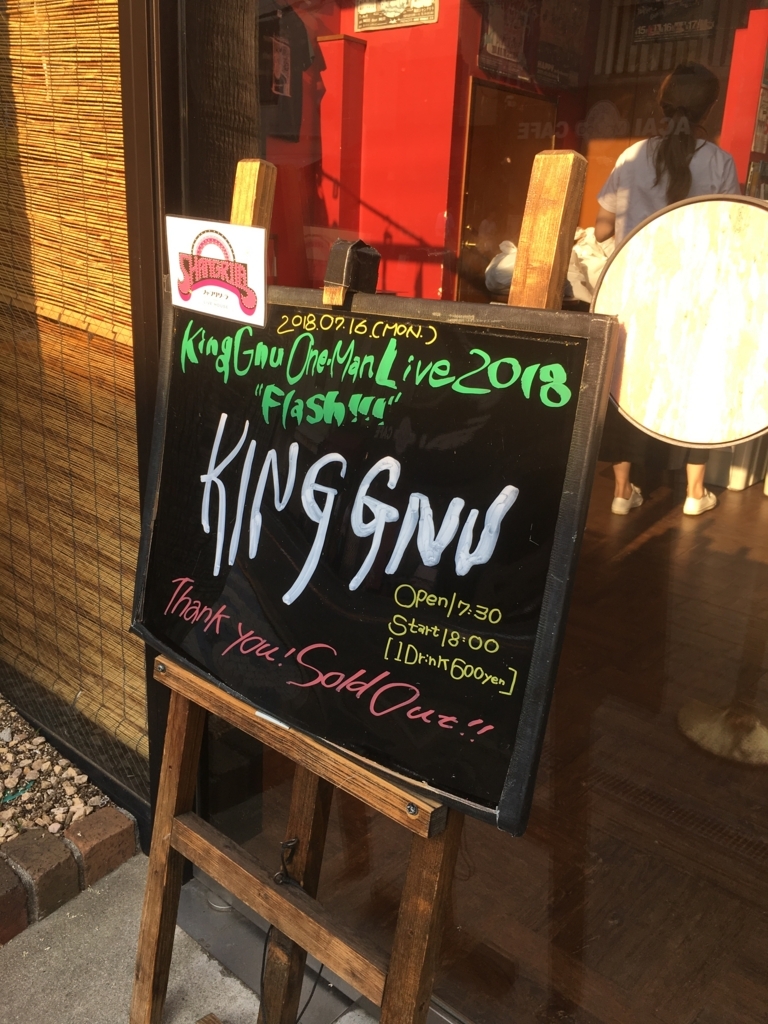 SHANGRILA
2018.07.16.(MON.)
King Gnu One-Man Live 2018
"Flash!!!"
KING GNU
Open 17:30
Start 18:00
[1Drink 600yen]
Thank you! Sold Out!!